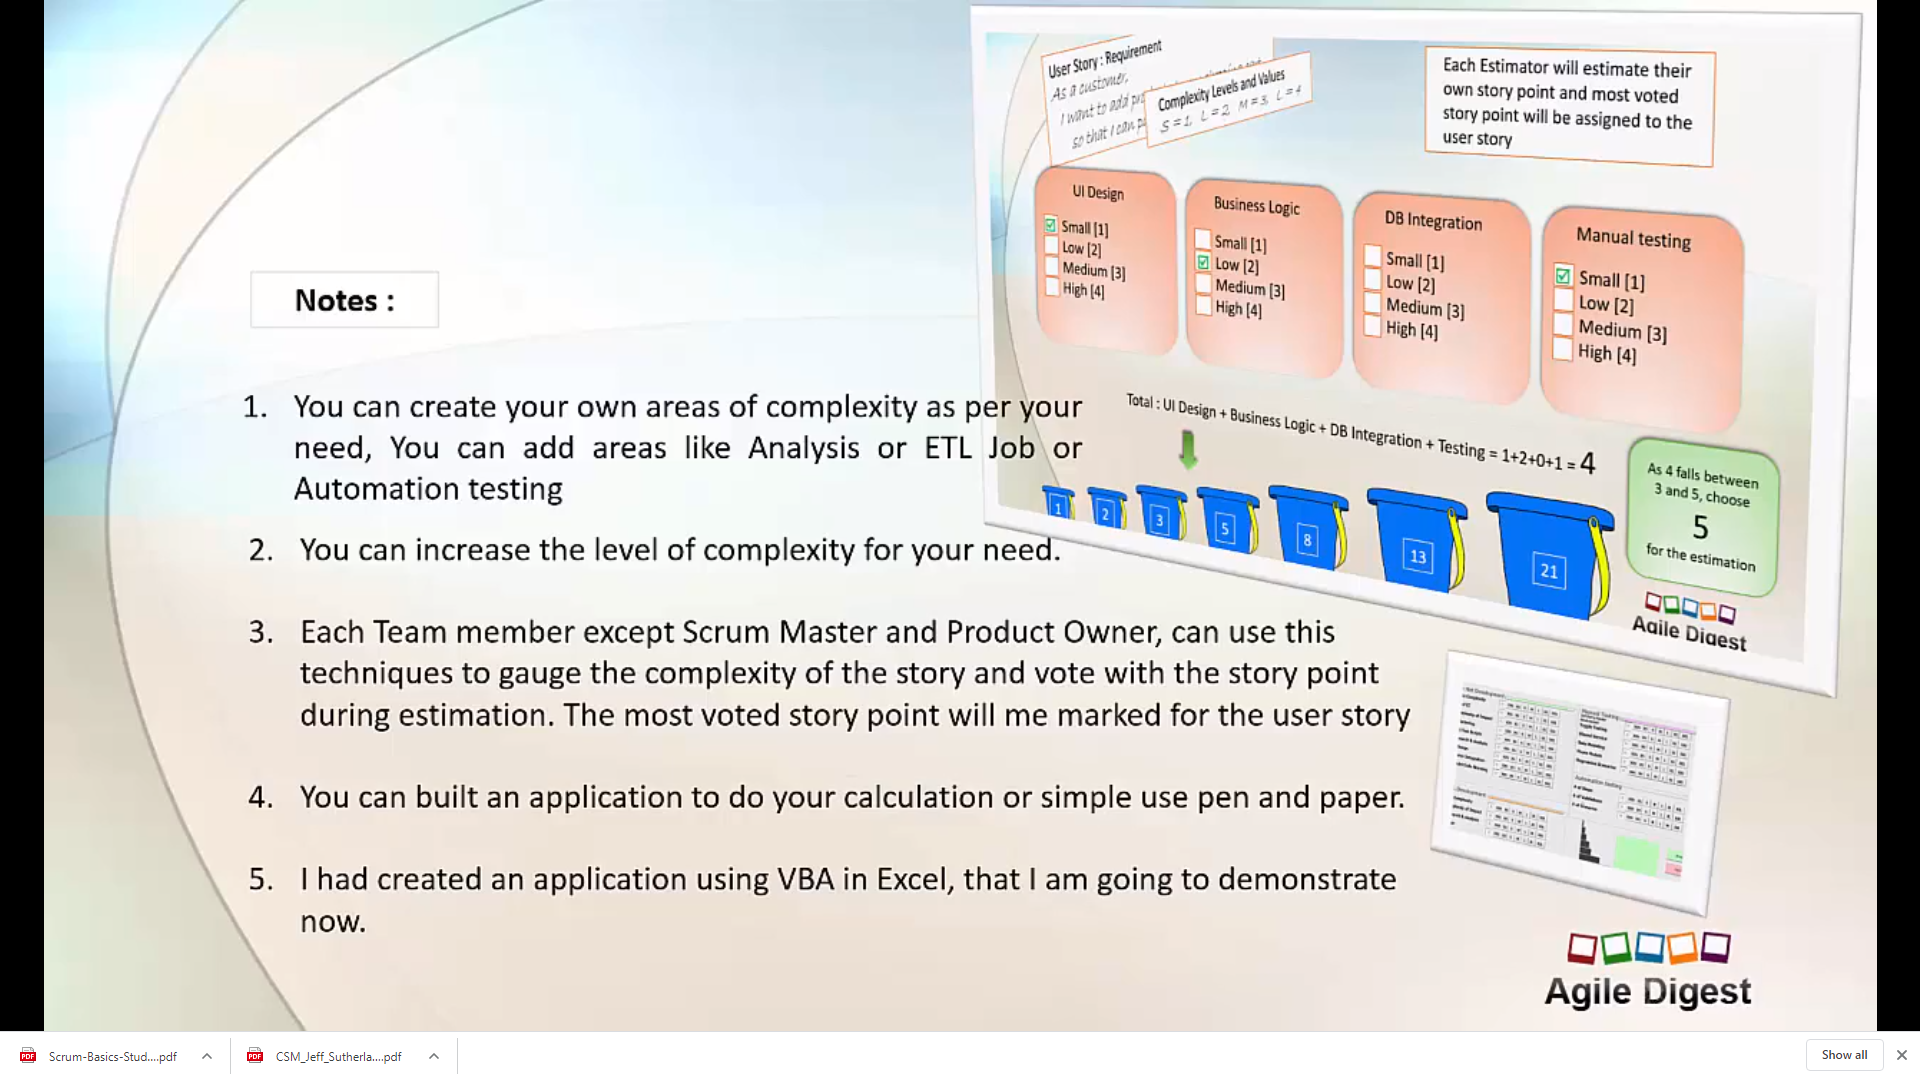 Notes :
1. You can create your own areas of complexity as per your
need, You can add areas like Analysis or ETL Job or
Automation testing
2. You can increase the level of complexity for your need.
3. Each Team member except Scrum Master and Product Owner, can use this
techniques to gauge the complexity of the story and vote with the story point
during estimation. The most voted story point will me marked for the user story
4. You can built an application to do your calculation or simple use pen and paper.
5. I had created an application using VBA in Excel, that I am going to demonstrate
now.
User Story : Requirement
As a customer,
I want to add
so that I can
Complexity Levels and Values
S = 1, L = 2, M = 3, L = 4
Each Estimator will estimate their
own story point and most voted
story point will be assigned to the
user story
UI Design
Small [1]
Low [2]
Medium [3]
High [4]
Business Logic
Small [1]
Low [2]
Medium [3]
High [4]
DB Integration
Small [1]
Low [2]
Medium [3]
High [4]
Manual testing
Small [1]
Low [2]
Medium [3]
High [4]
Total : UI Design + Business Logic + DB Integration + Testing = 1+2+0+1 = 4
1 2 3 5 8 13 21
As 4 falls between
3 and 5, choose
5
for the estimation
Agile Digest
Agile Digest
Scrum-Basics-Stud....pdf
CSM_Jeff_Sutherla....pdf
Show all